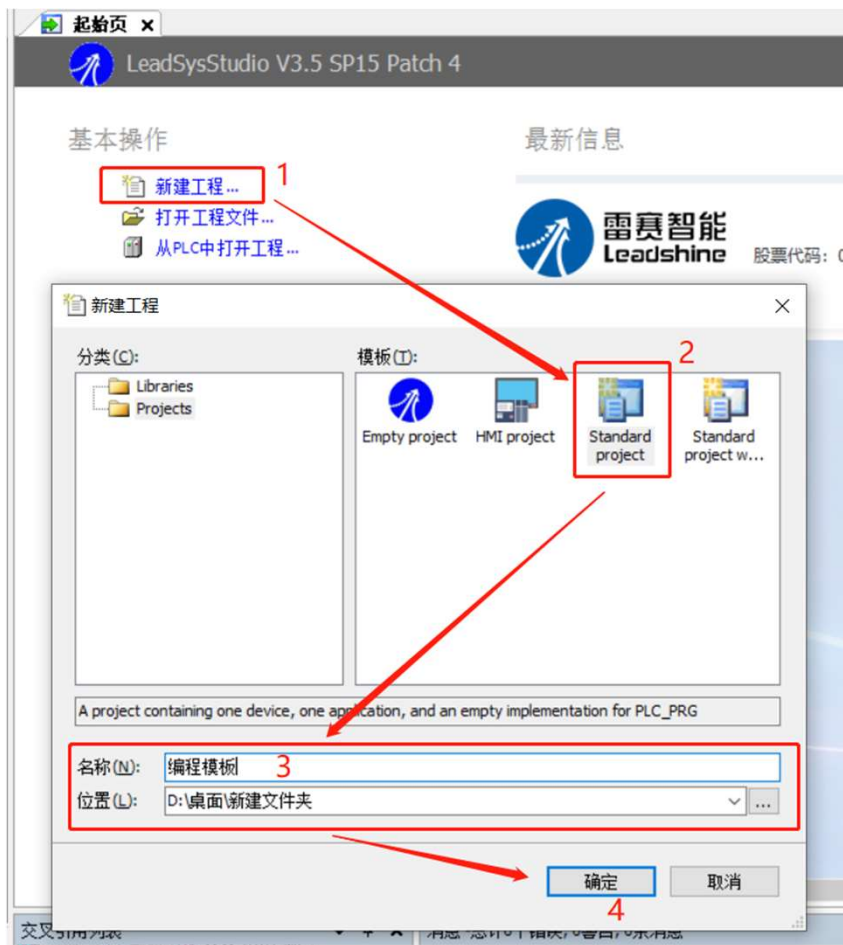 起始页
LeadSysStudio V3.5 SP15 Patch 4
基本操作
最新信息
新建工程...
1
打开工程文件...
从PLC中打开工程...
雷赛智能
Leadshine
股票代码:
新建工程
分类(C):
模板(T):
2
Libraries
Projects
Empty project
HMI project
Standard project
Standard project w...
A project containing one device, one application, and an empty implementation for PLC_PRG
名称(N):
编程模板
3
位置(L):
D:\桌面\新建文件夹
...
确定
取消
4